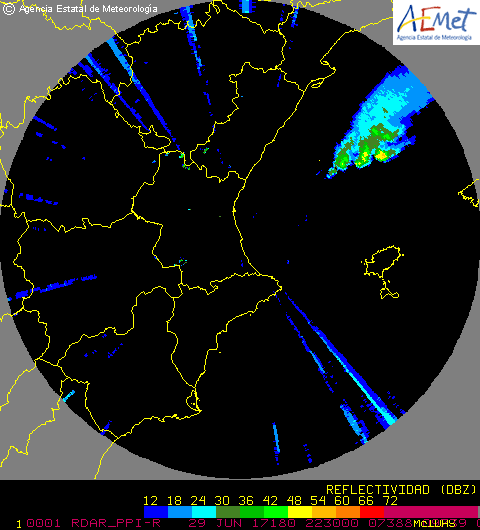 © Agencia Estatal de Meteorología
AEMet
Agencia Estatal de Meteorología
REFLECTIVIDAD (DBZ)
12 18 24 30 36 42 48 54 60 66 72
1 0001 RDAR_PPI-R 29 JUN 17180 223000